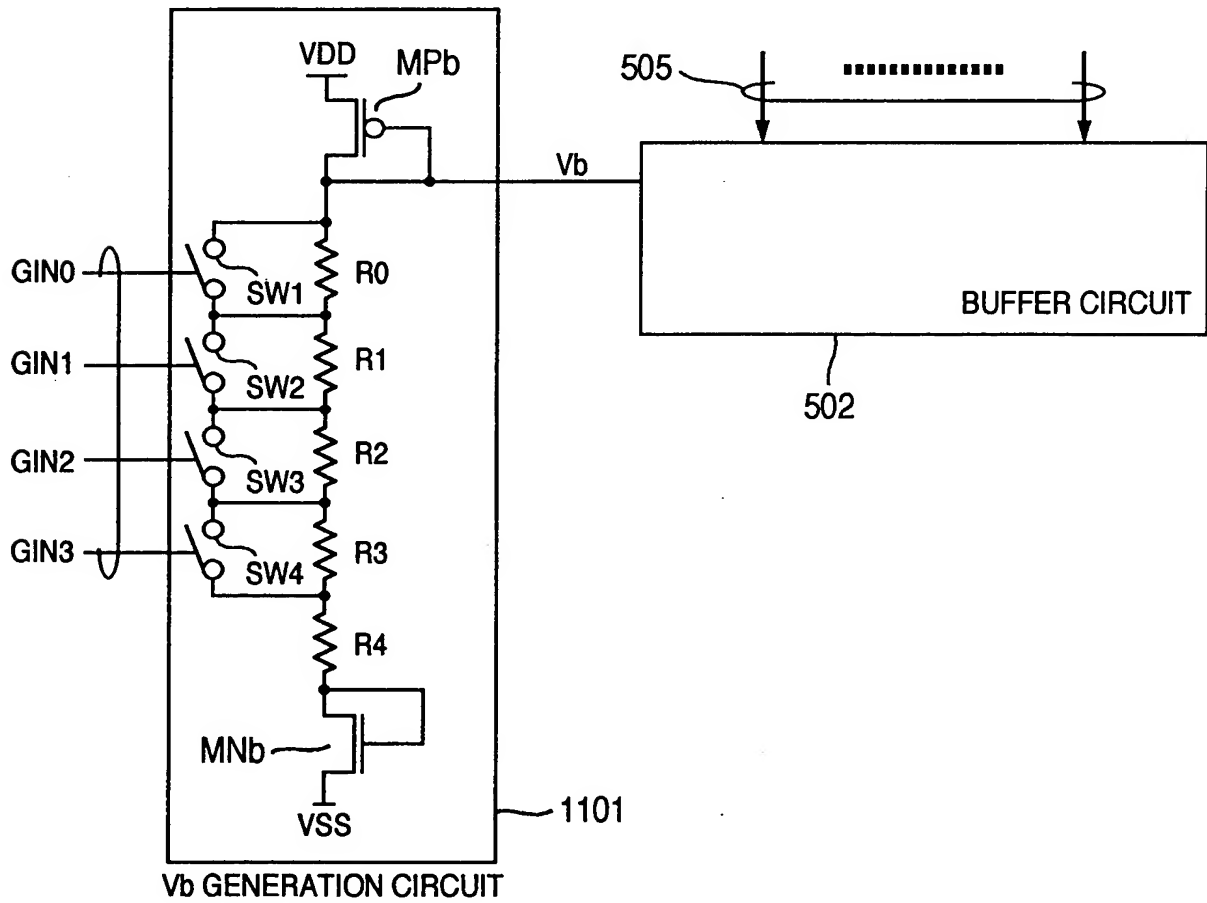 VDD
MPb
505
Vb
GIN0
SW1
R0
BUFFER CIRCUIT
GIN1
SW2
R1
502
GIN2
SW3
R2
GIN3
SW4
R3
R4
MNb
VSS
1101
Vb GENERATION CIRCUIT